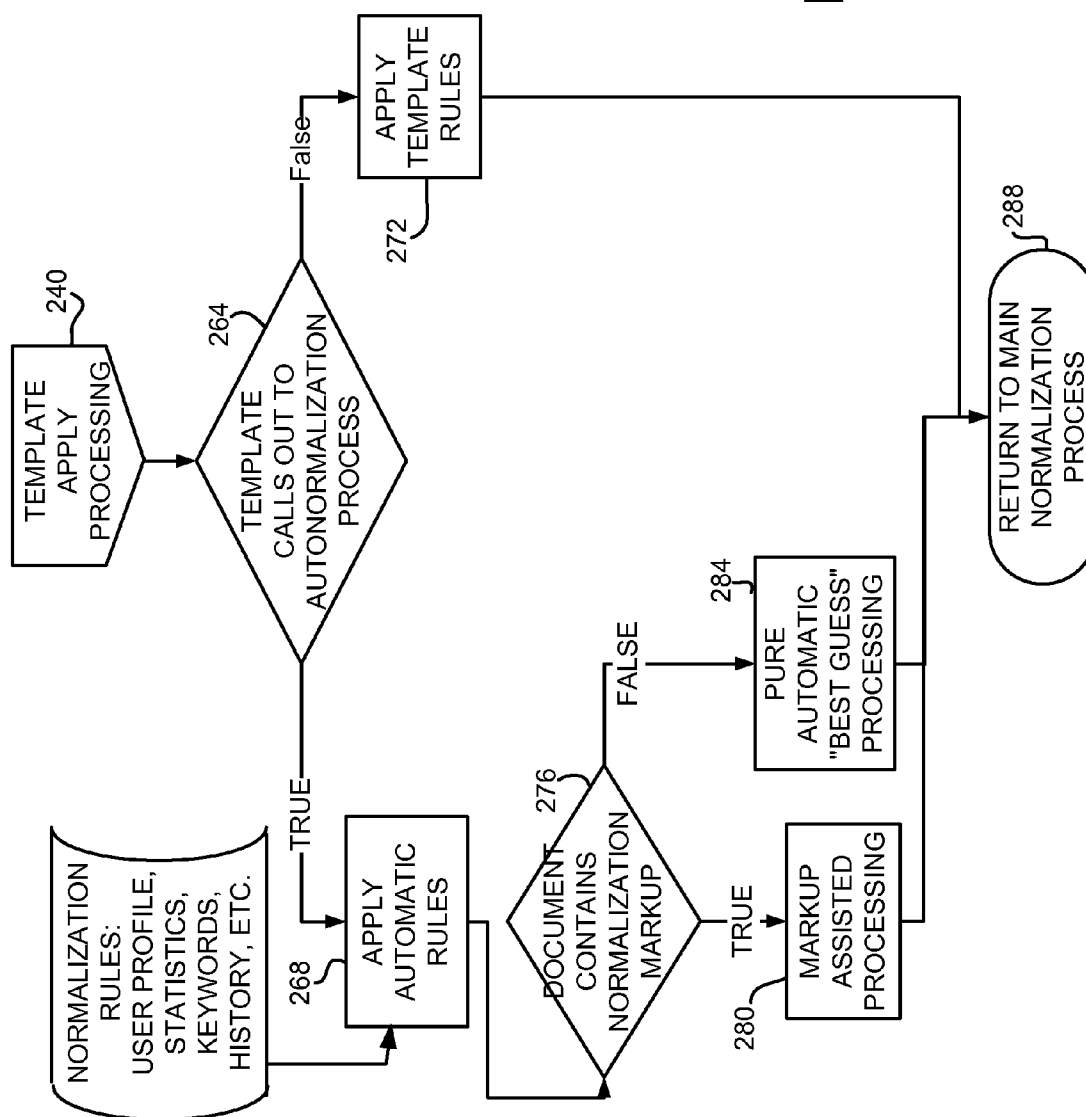 TEMPLATE
APPLY
PROCESSING
240
TEMPLATE
CALLS OUT TO
AUTONORMALIZATION
PROCESS
264
TRUE
False
NORMALIZATION
RULES:
USER PROFILE,
STATISTICS,
KEYWORDS,
HISTORY, ETC.
APPLY
AUTOMATIC
RULES
268
APPLY
TEMPLATE
RULES
272
DOCUMENT
CONTAINS
NORMALIZATION
MARKUP
276
TRUE
FALSE
MARKUP
ASSISTED
PROCESSING
280
PURE
AUTOMATIC
"BEST GUESS"
PROCESSING
284
RETURN TO MAIN
NORMALIZATION
PROCESS
288